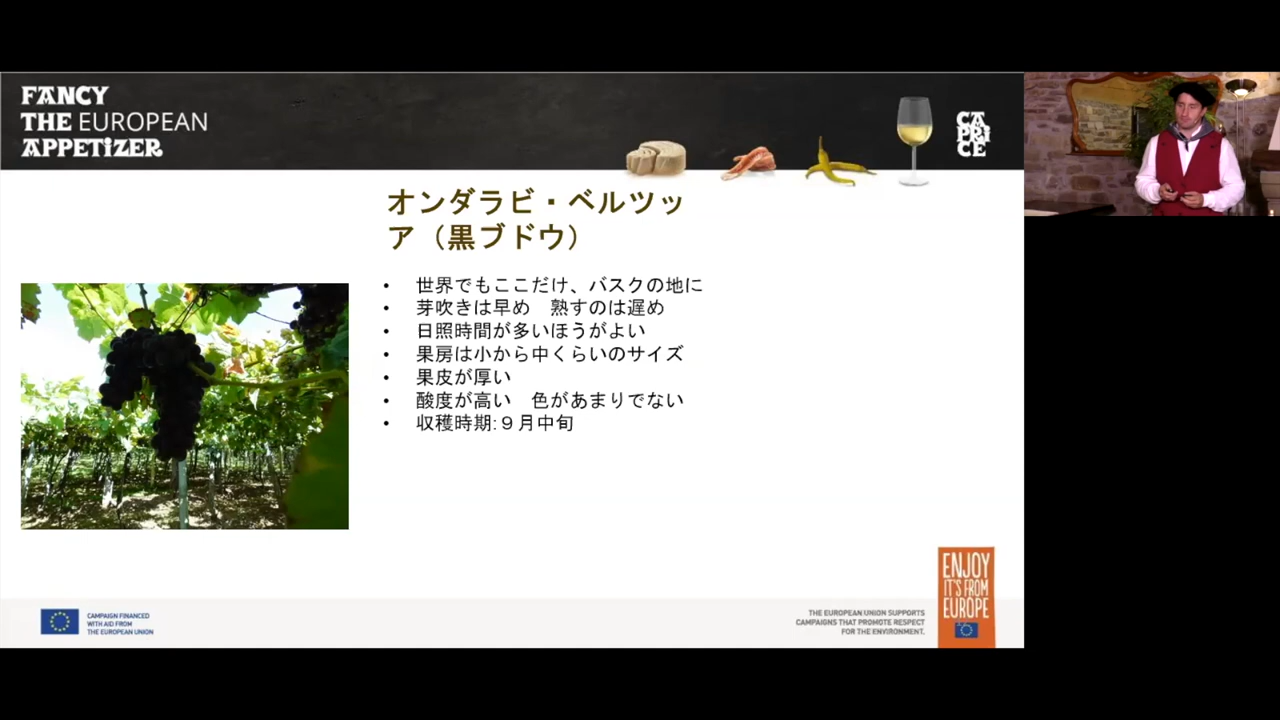 FANCY
THE EUROPEAN
APPETiZER
CA
PRI
CE
オンダラビ・ベルツッ
ア（黒ブドウ）
• 世界でもここだけ、バスクの地に
• 芽吹きは早め　熟すのは遅め
• 日照時間が多いほうがよい
• 果房は小から中くらいのサイズ
• 果皮が厚い
• 酸度が高い　色があまりでない
• 収穫時期:９月中旬
CAMPAIGN FINANCED
WITH AID FROM
THE EUROPEAN UNION
THE EUROPEAN UNION SUPPORTS
CAMPAIGNS THAT PROMOTE RESPECT
FOR THE ENVIRONMENT.
ENJOY
IT'S FROM
EUROPE